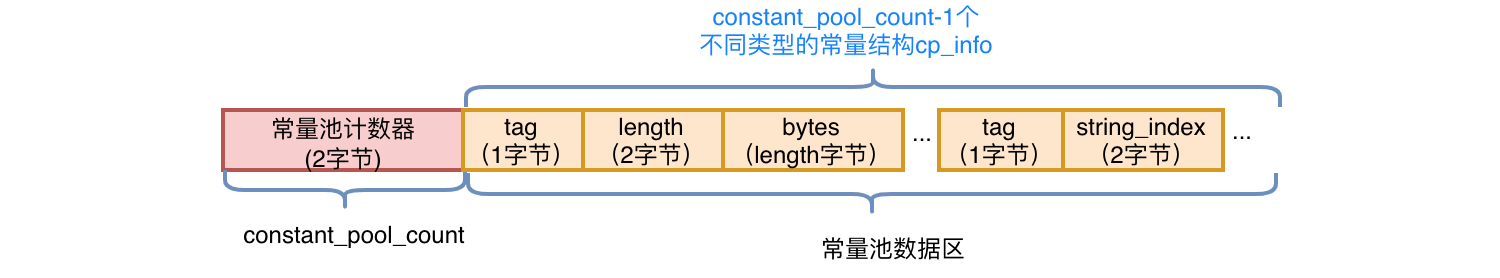 constant_pool_count-1个
不同类型的常量结构cp_info
常量池计数器
(2字节)
tag
（1字节）
length
（2字节）
bytes
（length字节）
...
tag
（1字节）
string_index
（2字节）
...
constant_pool_count
常量池数据区